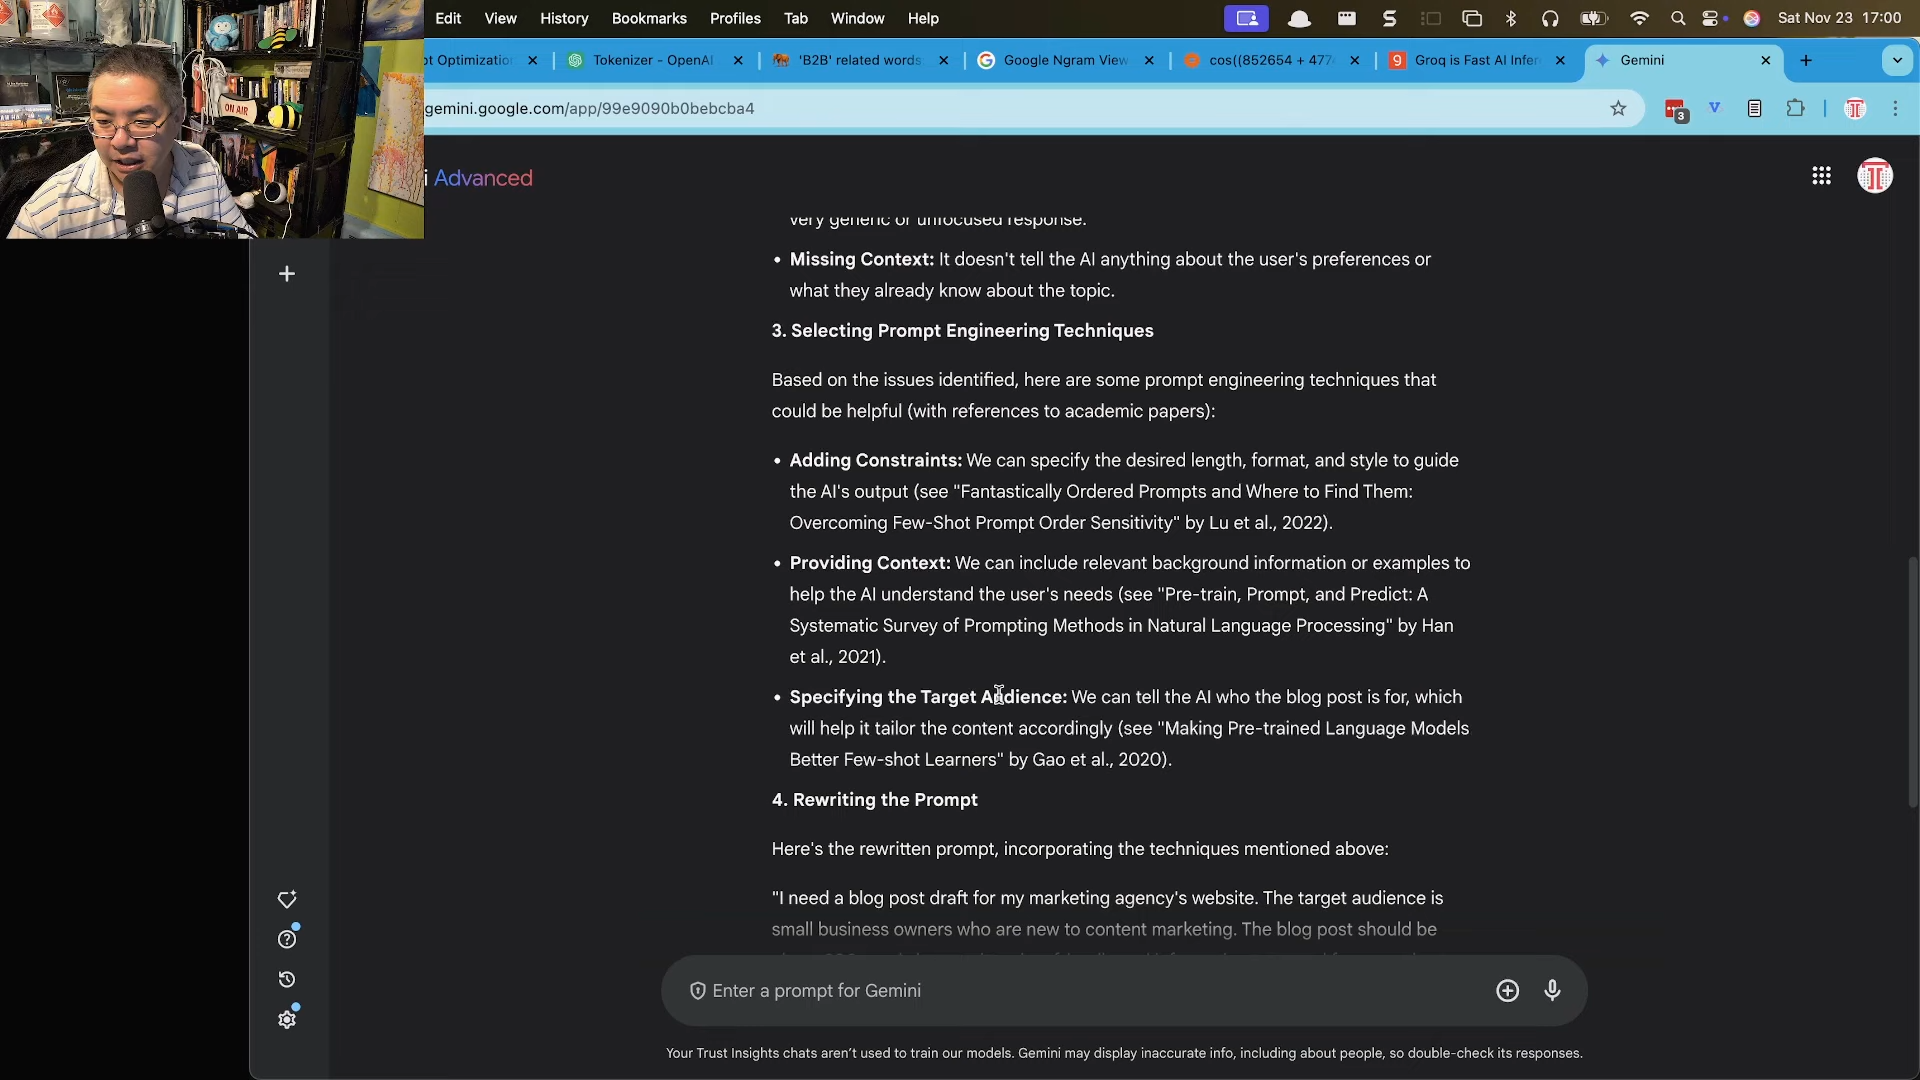 Edit View History Bookmarks Profiles Tab Window Help
Sat Nov 23 17:00
pt Optimization
Tokenizer - OpenAI
'B2B' related words
Google Ngram View
cos((852654 + 477
Groq is Fast AI Infer
Gemini
gemini.google.com/app/99e9090b0bebcba4
3
ON AIR
i Advanced
very generic or unfocused response.
• Missing Context: It doesn't tell the AI anything about the user's preferences or
what they already know about the topic.
3. Selecting Prompt Engineering Techniques
Based on the issues identified, here are some prompt engineering techniques that
could be helpful (with references to academic papers):
• Adding Constraints: We can specify the desired length, format, and style to guide
the AI's output (see "Fantastically Ordered Prompts and Where to Find Them:
Overcoming Few-Shot Prompt Order Sensitivity" by Lu et al., 2022).
• Providing Context: We can include relevant background information or examples to
help the AI understand the user's needs (see "Pre-train, Prompt, and Predict: A
Systematic Survey of Prompting Methods in Natural Language Processing" by Han
et al., 2021).
• Specifying the Target Audience: We can tell the AI who the blog post is for, which
will help it tailor the content accordingly (see "Making Pre-trained Language Models
Better Few-shot Learners" by Gao et al., 2020).
4. Rewriting the Prompt
Here's the rewritten prompt, incorporating the techniques mentioned above:
"I need a blog post draft for my marketing agency's website. The target audience is
small business owners who are new to content marketing. The blog post should be
Enter a prompt for Gemini
Your Trust Insights chats aren't used to train our models. Gemini may display inaccurate info, including about people, so double-check its responses.